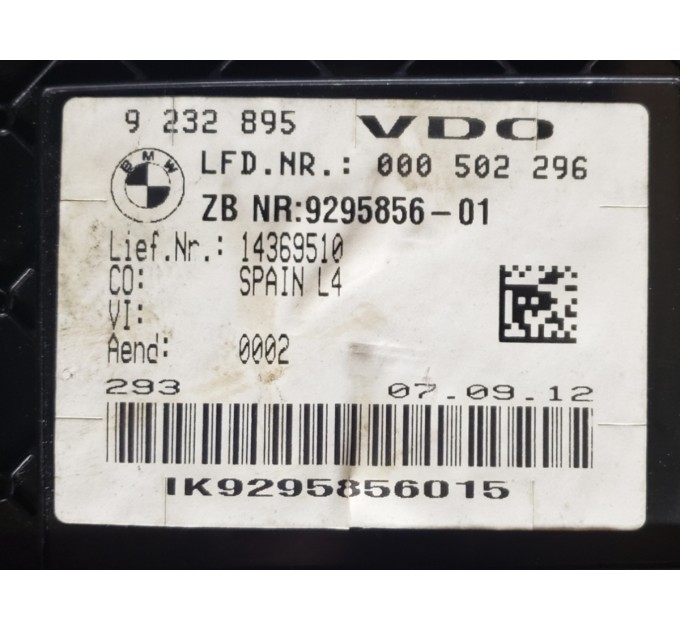 9 232 895 VDO
BMW
LFD.NR.: 000 502 296
ZB NR:9295856-01
Lief.Nr.: 14369510
CO: SPAIN L4
VI:
Aend: 0002
293 07.09.12
IK9295856015